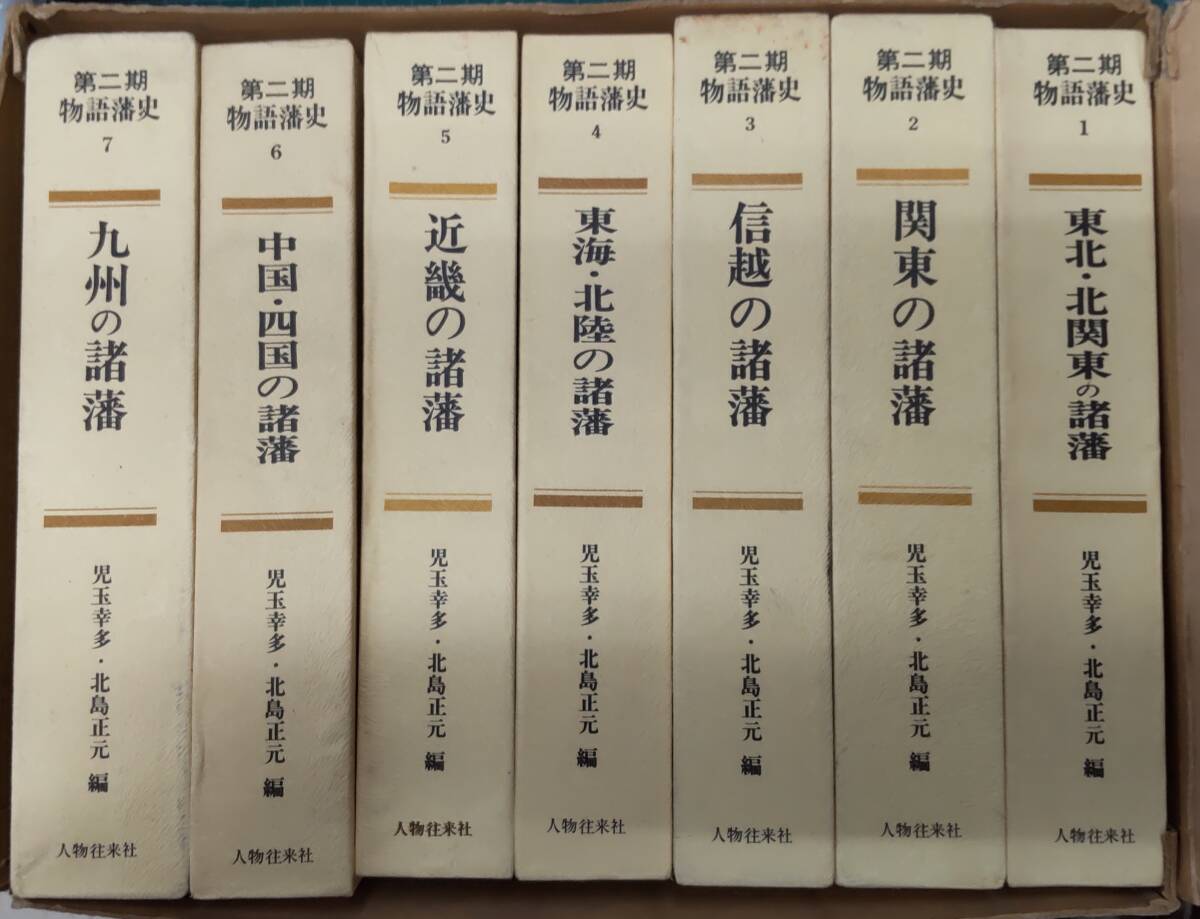 第二期
物語藩史
7
九州の諸藩
児玉幸多・北島正元 編
人物往来社
第二期
物語藩史
6
中国・四国の諸藩
児玉幸多・北島正元 編
人物往来社
第二期
物語藩史
5
近畿の諸藩
児玉幸多・北島正元 編
人物往来社
第二期
物語藩史
4
東海・北陸の諸藩
児玉幸多・北島正元 編
人物往来社
第二期
物語藩史
3
信越の諸藩
児玉幸多・北島正元 編
人物往来社
第二期
物語藩史
2
関東の諸藩
児玉幸多・北島正元 編
人物往来社
第二期
物語藩史
1
東北・北関東の諸藩
児玉幸多・北島正元 編
人物往来社